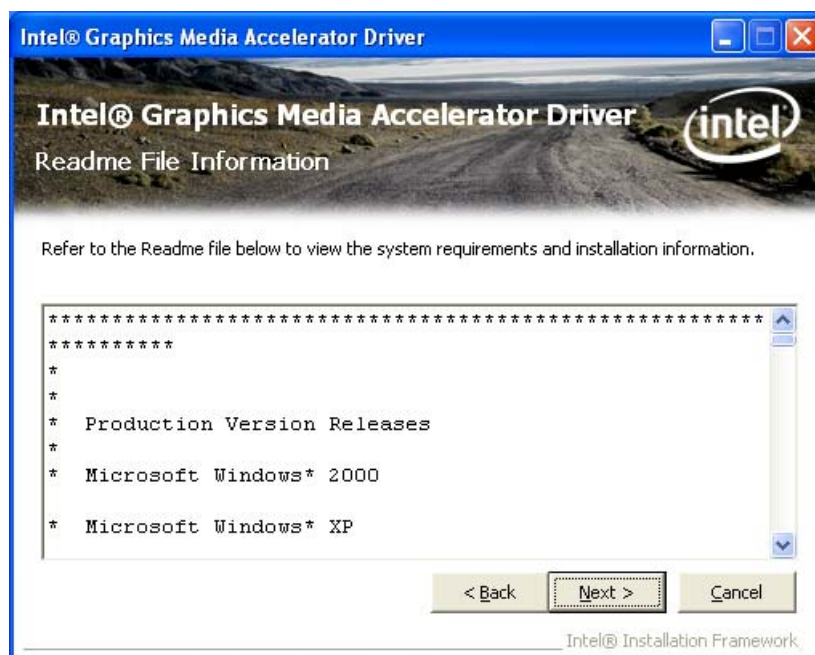 Intel® Graphics Media Accelerator Driver
Intel® Graphics Media Accelerator Driver
intel
Readme File Information
Refer to the Readme file below to view the system requirements and installation information.
********************************************************
**********
*
*
* Production Version Releases
*
* Microsoft Windows* 2000
* Microsoft Windows* XP
< Back
Next >
Cancel
Intel® Installation Framework